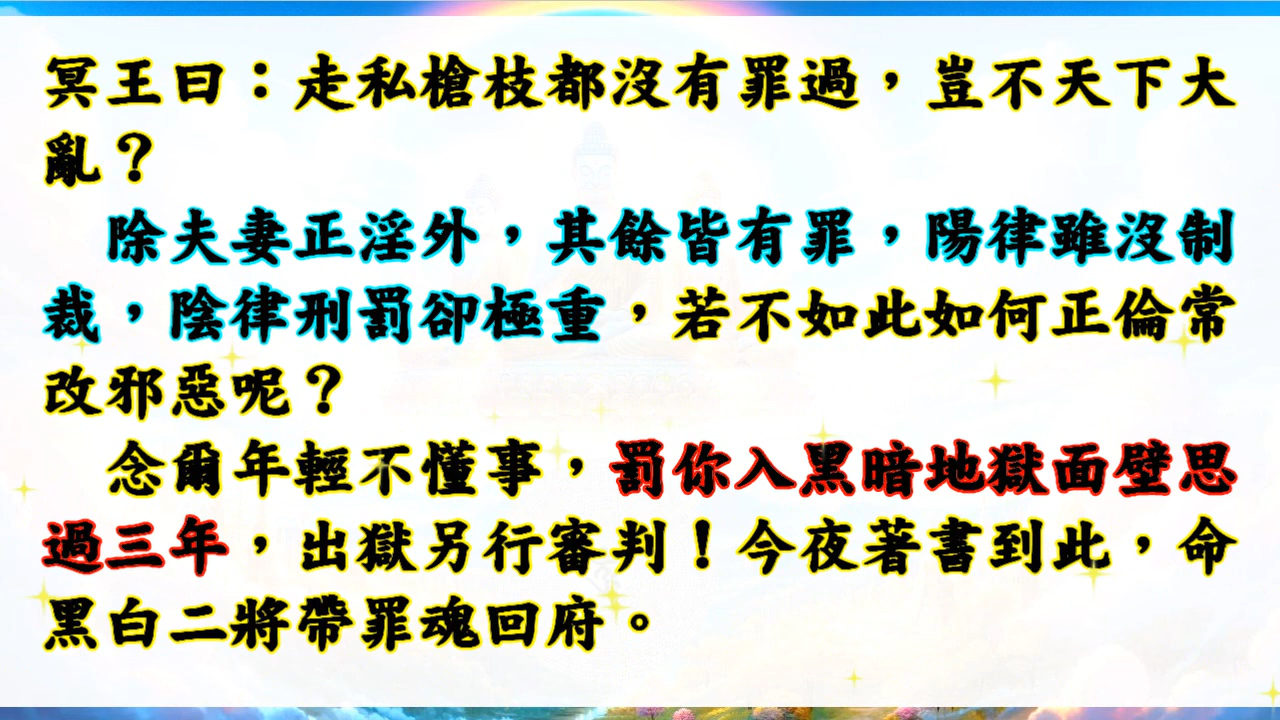 冥王曰：走私槍枝都沒有罪過，豈不天下大
亂？
　除夫妻正淫外，其餘皆有罪，陽律雖沒制
裁，陰律刑罰卻極重，若不如此如何正倫常
改邪惡呢？
　念爾年輕不懂事，罰你入黑暗地獄面壁思
過三年，出獄另行審判！今夜著書到此，命
黑白二將帶罪魂回府。